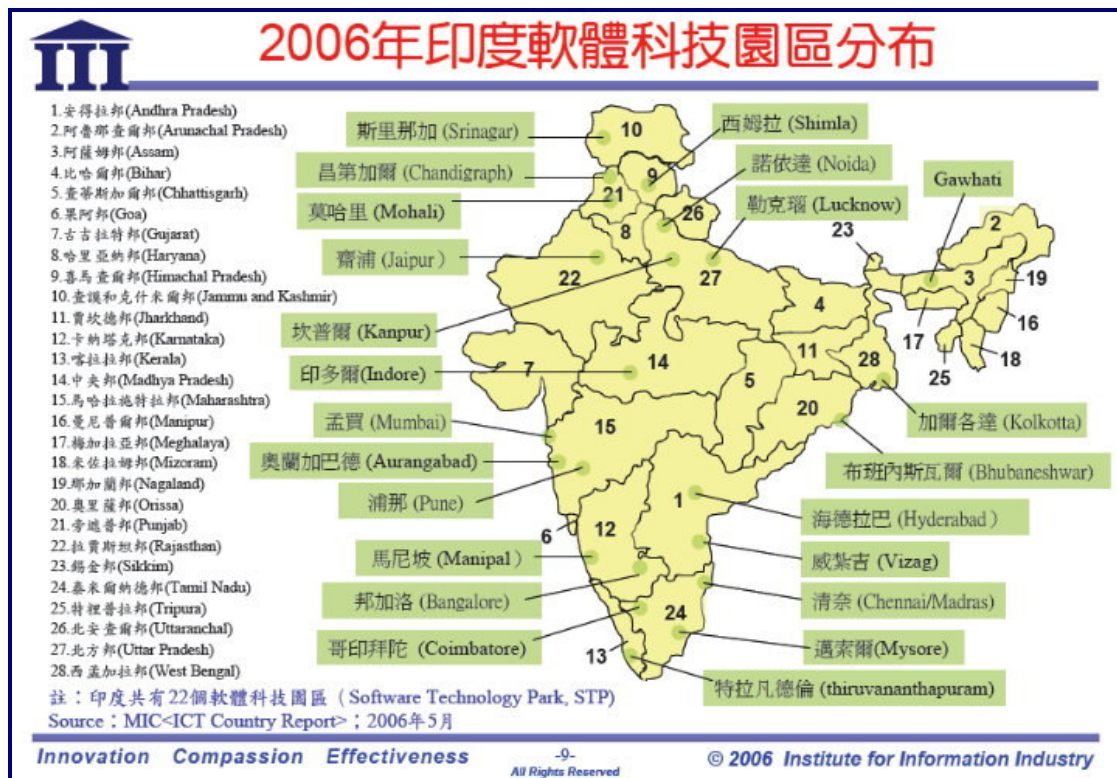 2006年印度軟體科技園區分布
1.安得拉邦(Andhra Pradesh)
2.阿魯那查爾邦(Arunachal Pradesh)
3.阿薩姆邦(Assam)
4.比哈爾邦(Bihar)
5.查蒂斯加爾邦(Chhattisgarh)
6.果阿邦(Goa)
7.古吉拉特邦(Gujarat)
8.哈里亞納邦(Haryana)
9.喜馬查爾邦(Himachal Pradesh)
10.查謨和克什米爾邦(Jammu and Kashmir)
11.賈坎德邦(Jharkhand)
12.卡納塔克邦(Karnataka)
13.喀拉拉邦(Kerala)
14.中央邦(Madhya Pradesh)
15.馬哈拉施特拉邦(Maharashtra)
16.曼尼普爾邦(Manipur)
17.梅加拉亞邦(Meghalaya)
18.米佐拉姆邦(Mizoram)
19.那加蘭邦(Nagaland)
20.奧里薩邦(Orissa)
21.旁遮普邦(Punjab)
22.拉賈斯坦邦(Rajasthan)
23.錫金邦(Sikkim)
24.泰米爾納德邦(Tamil Nadu)
25.特裡普拉邦(Tripura)
26.北安查爾邦(Uttaranchal)
27.北方邦(Uttar Pradesh)
28.西孟加拉邦(West Bengal)
斯里那加 (Srinagar)
10
西姆拉 (Shimla)
昌第加爾 (Chandigraph)
9
諾依達 (Noida)
Gawhati
莫哈里 (Mohali)
21
26
勒克瑙 (Lucknow)
8
23
2
齋浦 (Jaipur)
22
27
3
19
4
17
16
坎普爾 (Kanpur)
11
28
25
18
印多爾(Indore)
7
14
5
20
加爾各達 (Kolkotta)
孟買 (Mumbai)
15
奧蘭加巴德 (Aurangabad)
布班內斯瓦爾 (Bhubaneshwar)
浦那 (Pune)
1
海德拉巴 (Hyderabad)
6
12
馬尼坡 (Manipal)
威紮吉 (Vizag)
邦加洛 (Bangalore)
清奈 (Chennai/Madras)
哥印拜陀 (Coimbatore)
24
邁索爾(Mysore)
13
特拉凡德倫 (thiruvananthapuram)
註：印度共有22個軟體科技園區（Software Technology Park, STP)
Source：MIC<ICT Country Report>；2006年5月
Innovation Compassion Effectiveness
-9-
All Rights Reserved
© 2006 Institute for Information Industry